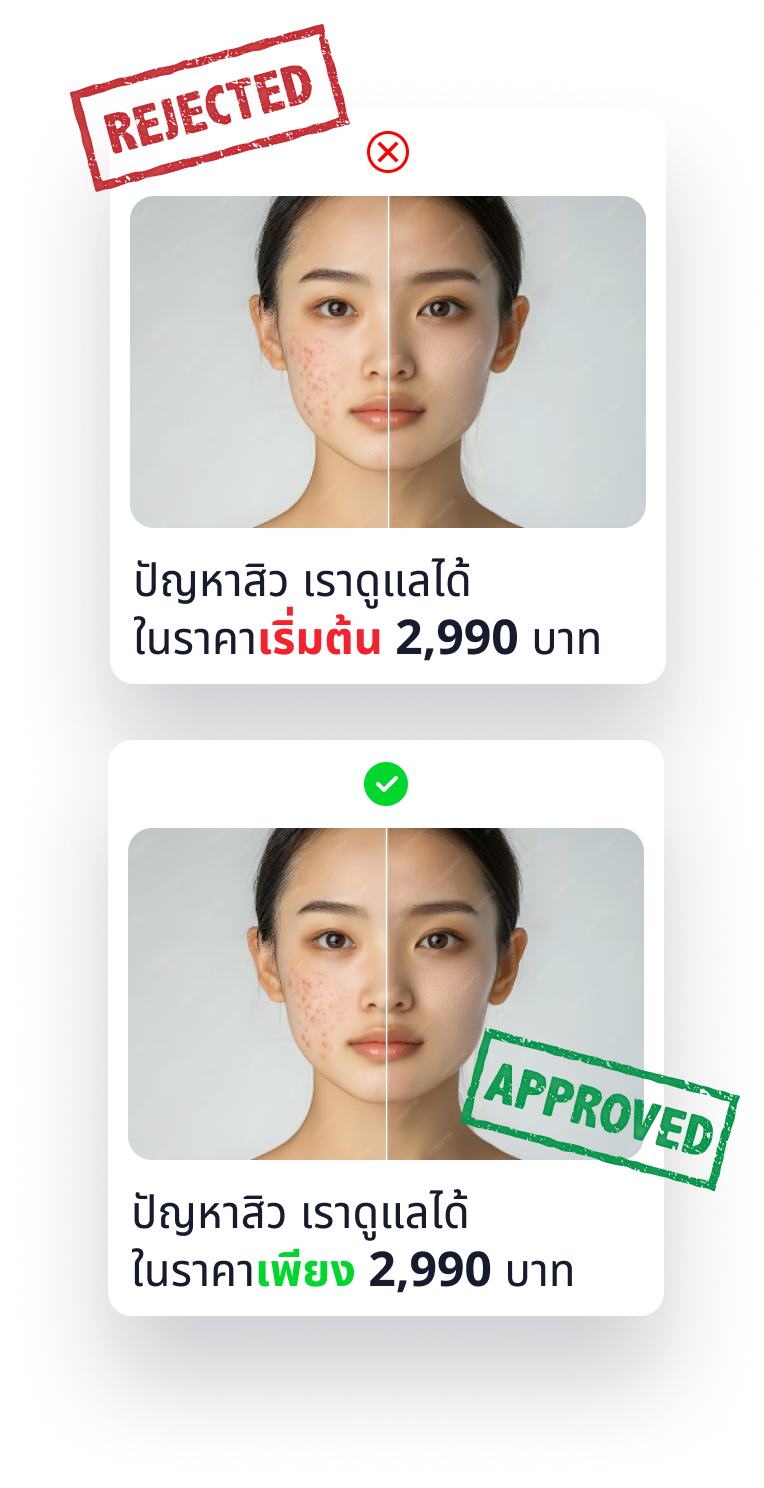 REJECTED
ปัญหาสิว เราดูแลได้
ในราคาเริ่มต้น 2,990 บาท
APPROVED
ปัญหาสิว เราดูแลได้
ในราคาเพียง 2,990 บาท